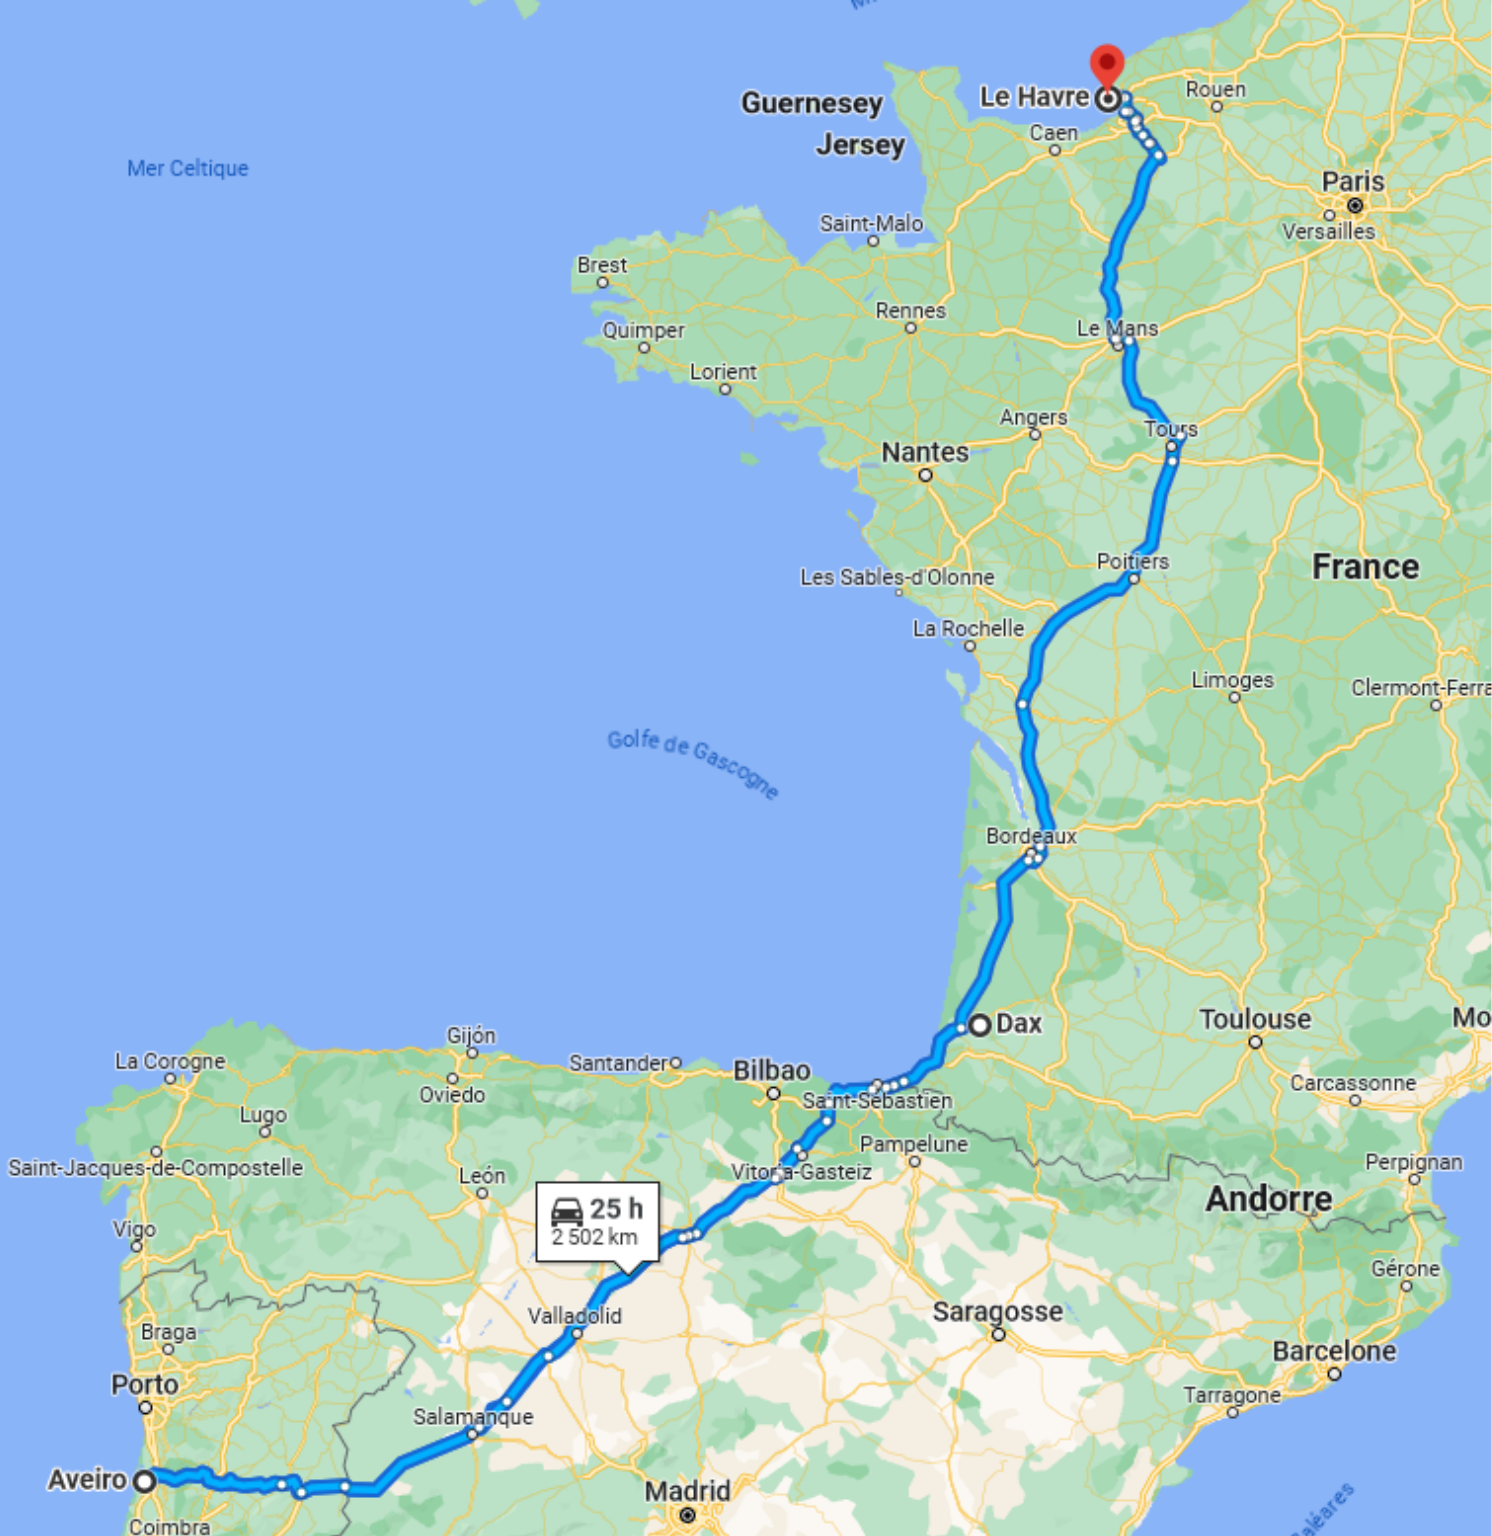 Le Havre
Rouen
Guernesey
Caen
Jersey
Mer Celtique
Paris
Saint-Malo
Versailles
Brest
Rennes
Quimper
Le Mans
Lorient
Angers
Tours
Nantes
Poitiers
France
Les Sables-d'Olonne
La Rochelle
Limoges
Clermont-Ferra
Golfe de Gascogne
Bordeaux
Dax
Toulouse
Mo
Gijón
La Corogne
Santander
Bilbao
Carcassonne
Oviedo
Saint-Sébastien
Lugo
Pampelune
Saint-Jacques-de-Compostelle
Vitoria-Gasteiz
Perpignan
León
Andorre
25 h
2 502 km
Vigo
Gérone
Valladolid
Saragosse
Braga
Barcelone
Porto
Tarragone
Salamanque
Aveiro
Madrid
Coimbra
aléares